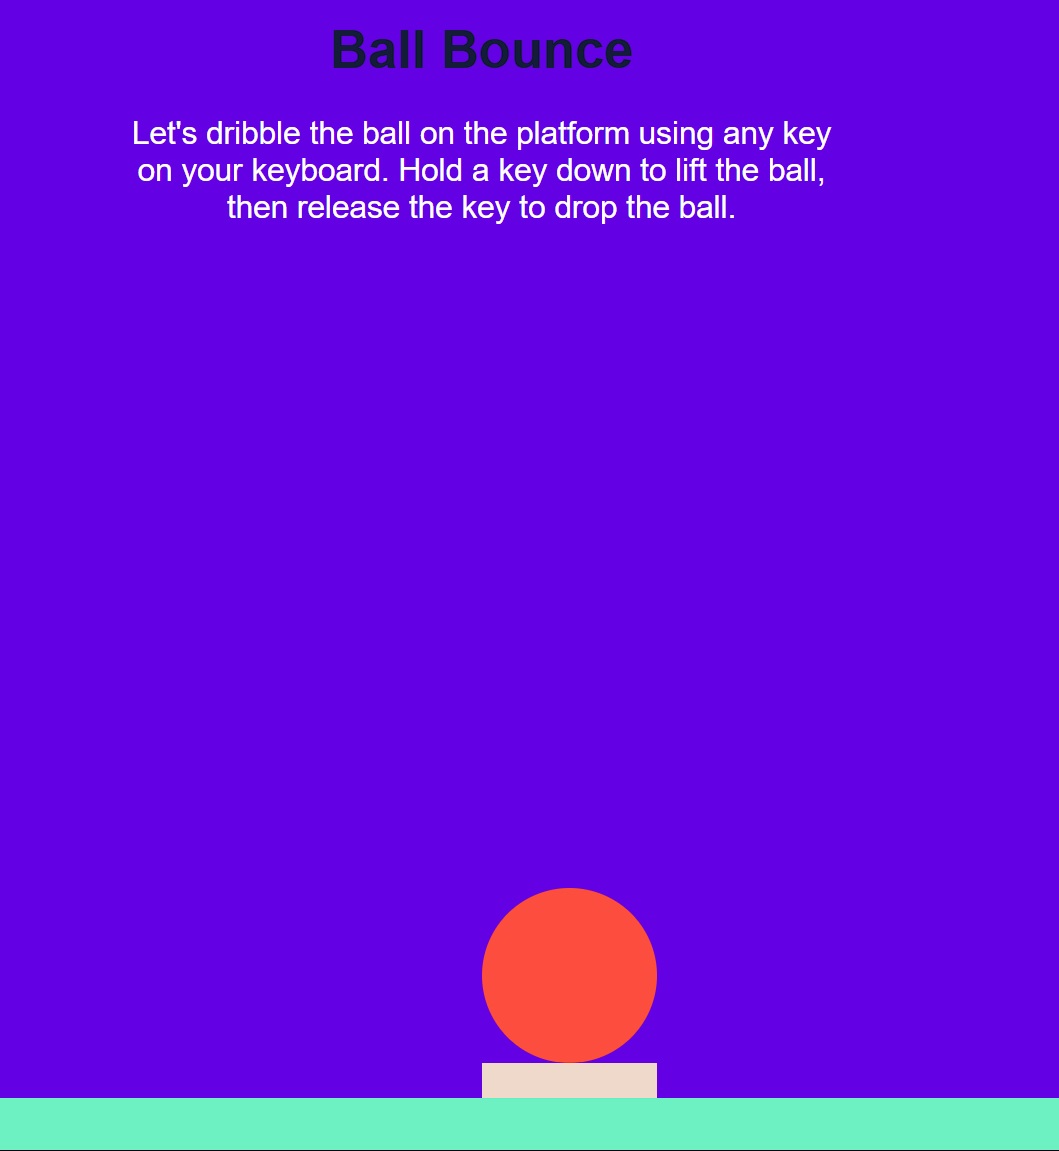 Ball Bounce
Let's dribble the ball on the platform using any key
on your keyboard. Hold a key down to lift the ball,
then release the key to drop the ball.